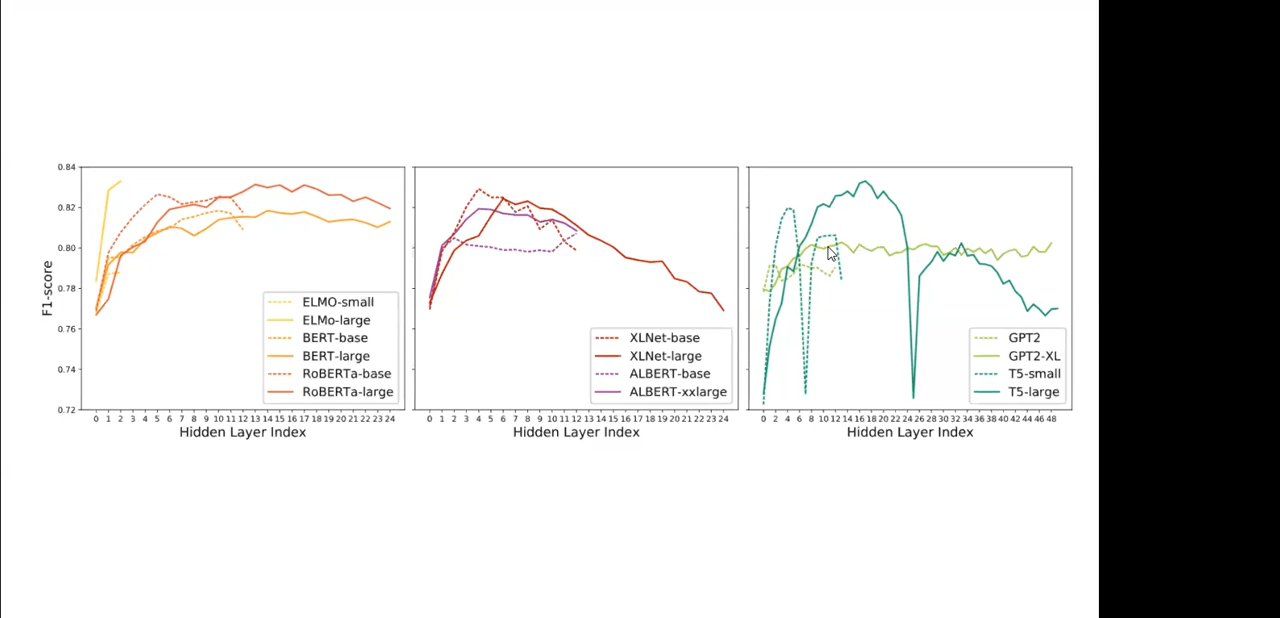 0.84
0.82
0.80
0.78
0.76
0.74
0.72
F1-score
ELMO-small
ELMo-large
BERT-base
BERT-large
RoBERTa-base
RoBERTa-large
0 1 2 3 4 5 6 7 8 9 10 11 12 13 14 15 16 17 18 19 20 21 22 23 24
Hidden Layer Index
XLNet-base
XLNet-large
ALBERT-base
ALBERT-xxlarge
0 1 2 3 4 5 6 7 8 9 10 11 12 13 14 15 16 17 18 19 20 21 22 23 24
Hidden Layer Index
GPT2
GPT2-XL
T5-small
T5-large
0 2 4 6 8 10 12 14 16 18 20 22 24 26 28 30 32 34 36 38 40 42 44 46 48
Hidden Layer Index